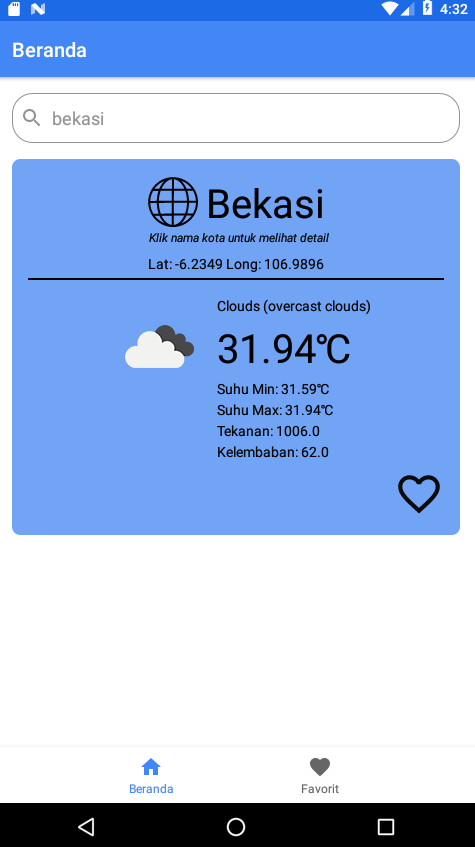 4:32
Beranda
bekasi
Bekasi
Klik nama kota untuk melihat detail
Lat: -6.2349 Long: 106.9896
Clouds (overcast clouds)
31.94℃
Suhu Min: 31.59℃
Suhu Max: 31.94℃
Tekanan: 1006.0
Kelembaban: 62.0
Beranda Favorit